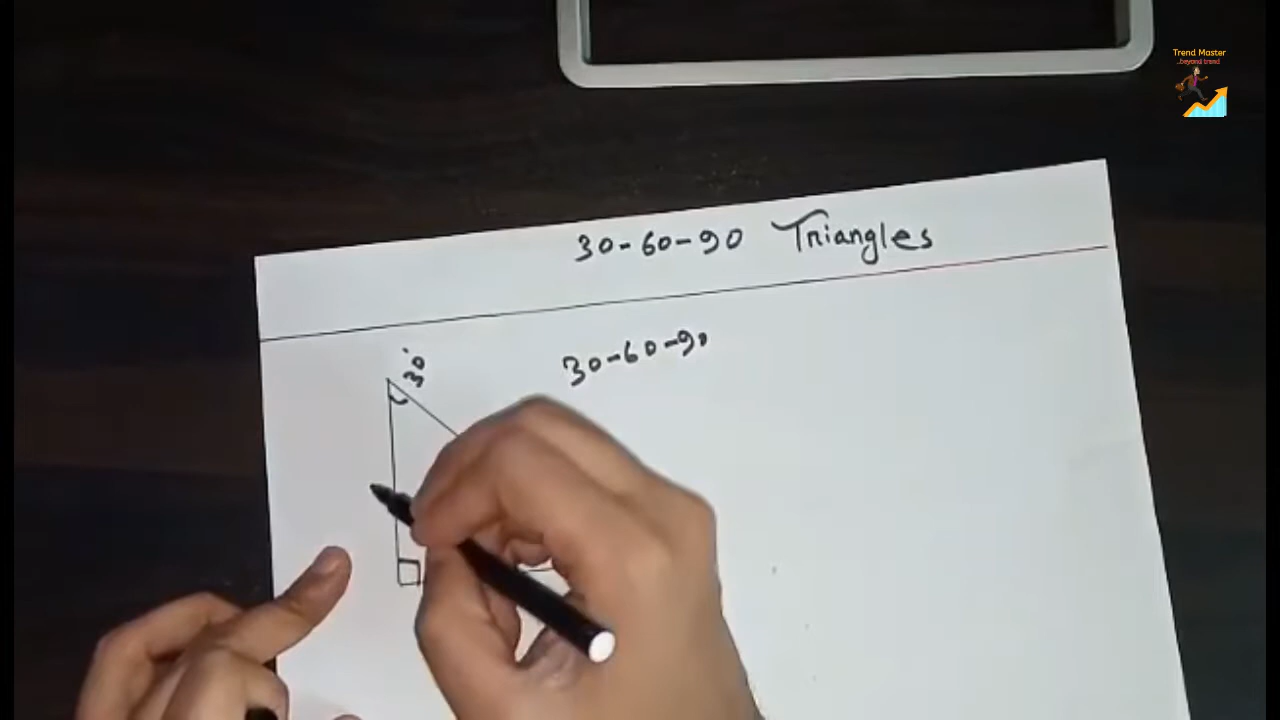 Trend Master
..beyond trend
30-60-90 Triangles
30-60-90
30°